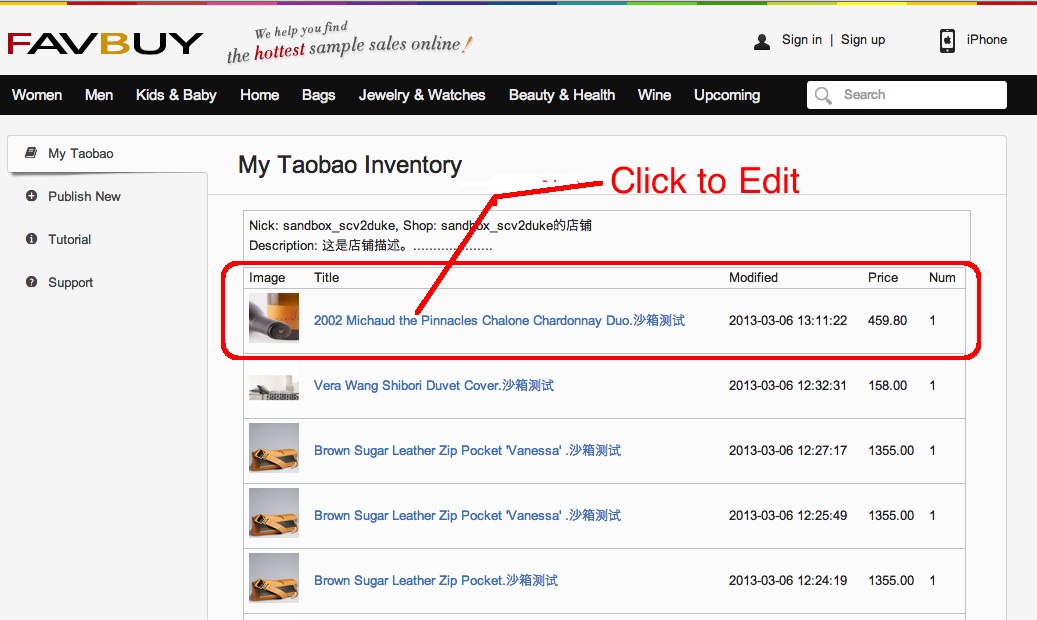 FAVBUY
We help you find
the hottest sample sales online!
Sign in | Sign up
iPhone
Women Men Kids & Baby Home Bags Jewelry & Watches Beauty & Health Wine Upcoming
Search
My Taobao
Publish New
Tutorial
Support
My Taobao Inventory
Click to Edit
Nick: sandbox_scv2duke, Shop: sandbox_scv2duke的店铺
Description: 这是店铺描述。...................
Image Title Modified Price Num
2002 Michaud the Pinnacles Chalone Chardonnay Duo.沙箱测试 2013-03-06 13:11:22 459.80 1
Vera Wang Shibori Duvet Cover.沙箱测试 2013-03-06 12:32:31 158.00 1
Brown Sugar Leather Zip Pocket 'Vanessa' .沙箱测试 2013-03-06 12:27:17 1355.00 1
Brown Sugar Leather Zip Pocket 'Vanessa' .沙箱测试 2013-03-06 12:25:49 1355.00 1
Brown Sugar Leather Zip Pocket.沙箱测试 2013-03-06 12:24:19 1355.00 1